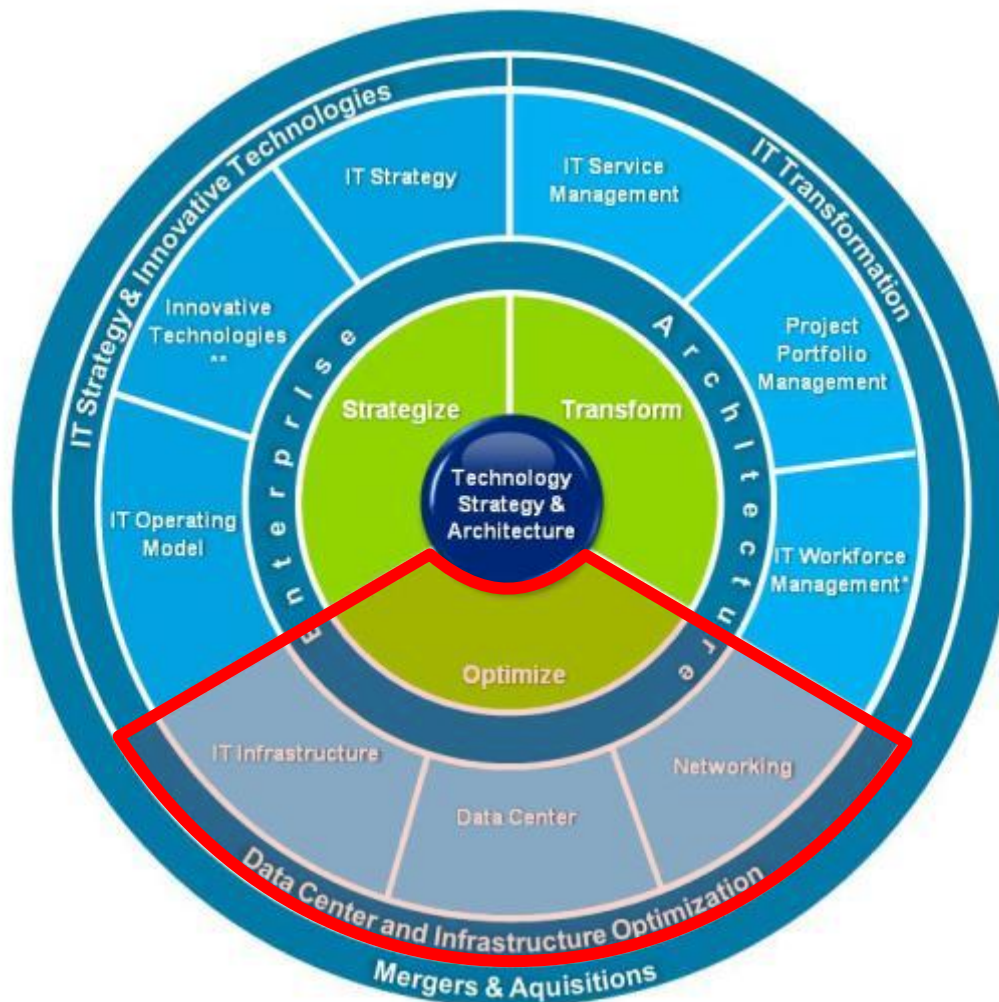 IT Strategy & Innovative Technologies
IT Transformation
IT Strategy
IT Service
Management
Innovative
Technologies
**
Project
Portfolio
Management
IT Operating
Model
IT Workforce
Management*
Enterprise
Architecture
Strategize
Transform
Technology
Strategy &
Architecture
Optimize
IT Infrastructure
Data Center
Networking
Data Center and Infrastructure Optimization
Mergers & Aquisitions